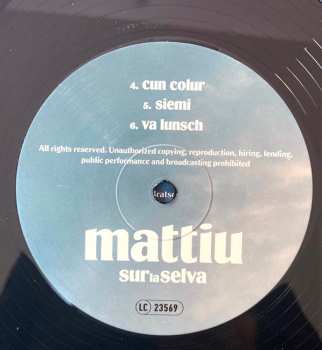 4. cun colur
5. siemi
6. va lunsch
All rights reserved. Unauthorized copying, reproduction, hiring, lending,
public performance and broadcasting prohibited
mattiu
sur la selva
LC 23569